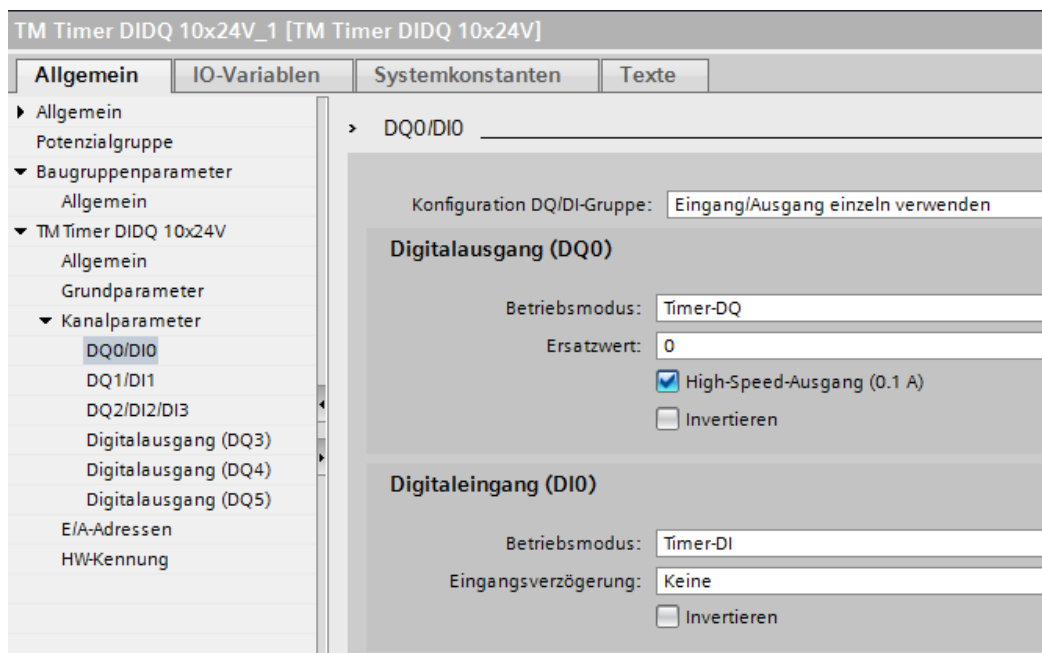 TM Timer DIDQ 10x24V_1 [TM Timer DIDQ 10x24V]
Allgemein IO-Variablen Systemkonstanten Texte
Allgemein
Potenzialgruppe
Baugruppenparameter
Allgemein
TM Timer DIDQ 10x24V
Allgemein
Grundparameter
Kanalparameter
DQ0/DI0
DQ1/DI1
DQ2/DI2/DI3
Digitalausgang (DQ3)
Digitalausgang (DQ4)
Digitalausgang (DQ5)
E/A-Adressen
HW-Kennung
DQ0/DI0
Konfiguration DQ/DI-Gruppe: Eingang/Ausgang einzeln verwenden
Digitalausgang (DQ0)
Betriebsmodus: Timer-DQ
Ersatzwert: 0
High-Speed-Ausgang (0.1 A)
Invertieren
Digitaleingang (DI0)
Betriebsmodus: Timer-DI
Eingangsverzögerung: Keine
Invertieren